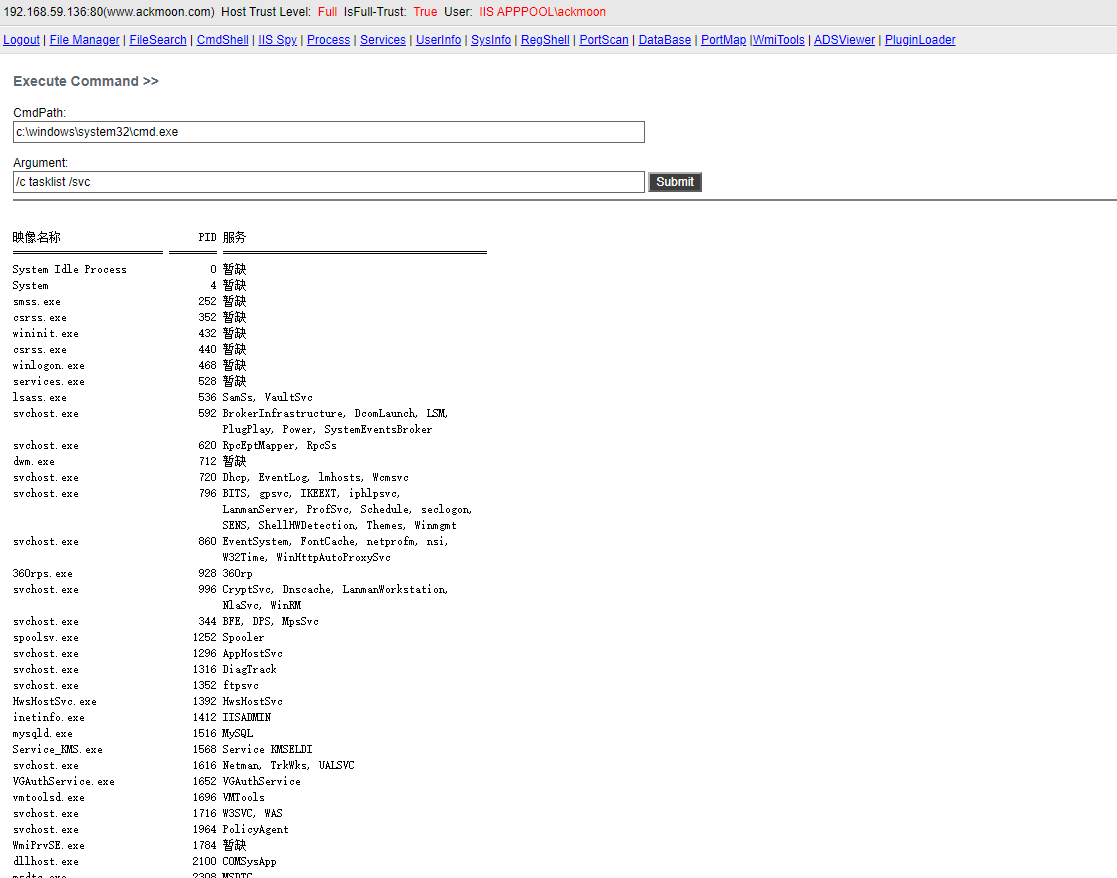 192.168.59.136:80(www.ackmoon.com) Host Trust Level: Full IsFull-Trust: True User: IIS APPPOOL\ackmoon
Logout | File Manager | FileSearch | CmdShell | IIS Spy | Process | Services | UserInfo | SysInfo | RegShell | PortScan | DataBase | PortMap |WmiTools | ADSViewer | PluginLoader
Execute Command >>
CmdPath:
c:\windows\system32\cmd.exe
Argument:
/c tasklist /svc Submit
映像名称 PID 服务
========================= ======== ============================================
System Idle Process 0 暂缺
System 4 暂缺
smss.exe 252 暂缺
csrss.exe 352 暂缺
wininit.exe 432 暂缺
csrss.exe 440 暂缺
winlogon.exe 468 暂缺
services.exe 528 暂缺
lsass.exe 536 SamSs, VaultSvc
svchost.exe 592 BrokerInfrastructure, DcomLaunch, LSM,
PlugPlay, Power, SystemEventsBroker
svchost.exe 620 RpcEptMapper, RpcSs
dwm.exe 712 暂缺
svchost.exe 720 Dhcp, EventLog, lmhosts, Wcmsvc
svchost.exe 796 BITS, gpsvc, IKEEXT, iphlpsvc,
LanmanServer, ProfSvc, Schedule, seclogon,
SENS, ShellHWDetection, Themes, Winmgmt
svchost.exe 860 EventSystem, FontCache, netprofm, nsi,
W32Time, WinHttpAutoProxySvc
360rps.exe 928 360rp
svchost.exe 996 CryptSvc, Dnscache, LanmanWorkstation,
NlaSvc, WinRM
svchost.exe 344 BFE, DPS, MpsSvc
spoolsv.exe 1252 Spooler
svchost.exe 1296 AppHostSvc
svchost.exe 1316 DiagTrack
svchost.exe 1352 ftpsvc
HwsHostSvc.exe 1392 HwsHostSvc
inetinfo.exe 1412 IISADMIN
mysqld.exe 1516 MySQL
Service_KMS.exe 1568 Service KMSELDI
svchost.exe 1616 Netman, TrkWks, UALSVC
VGAuthService.exe 1652 VGAuthService
vmtoolsd.exe 1696 VMTools
svchost.exe 1716 W3SVC, WAS
svchost.exe 1964 PolicyAgent
WmiPrvSE.exe 1784 暂缺
dllhost.exe 2100 COMSysApp
msdtc.exe 2308 MSDTC